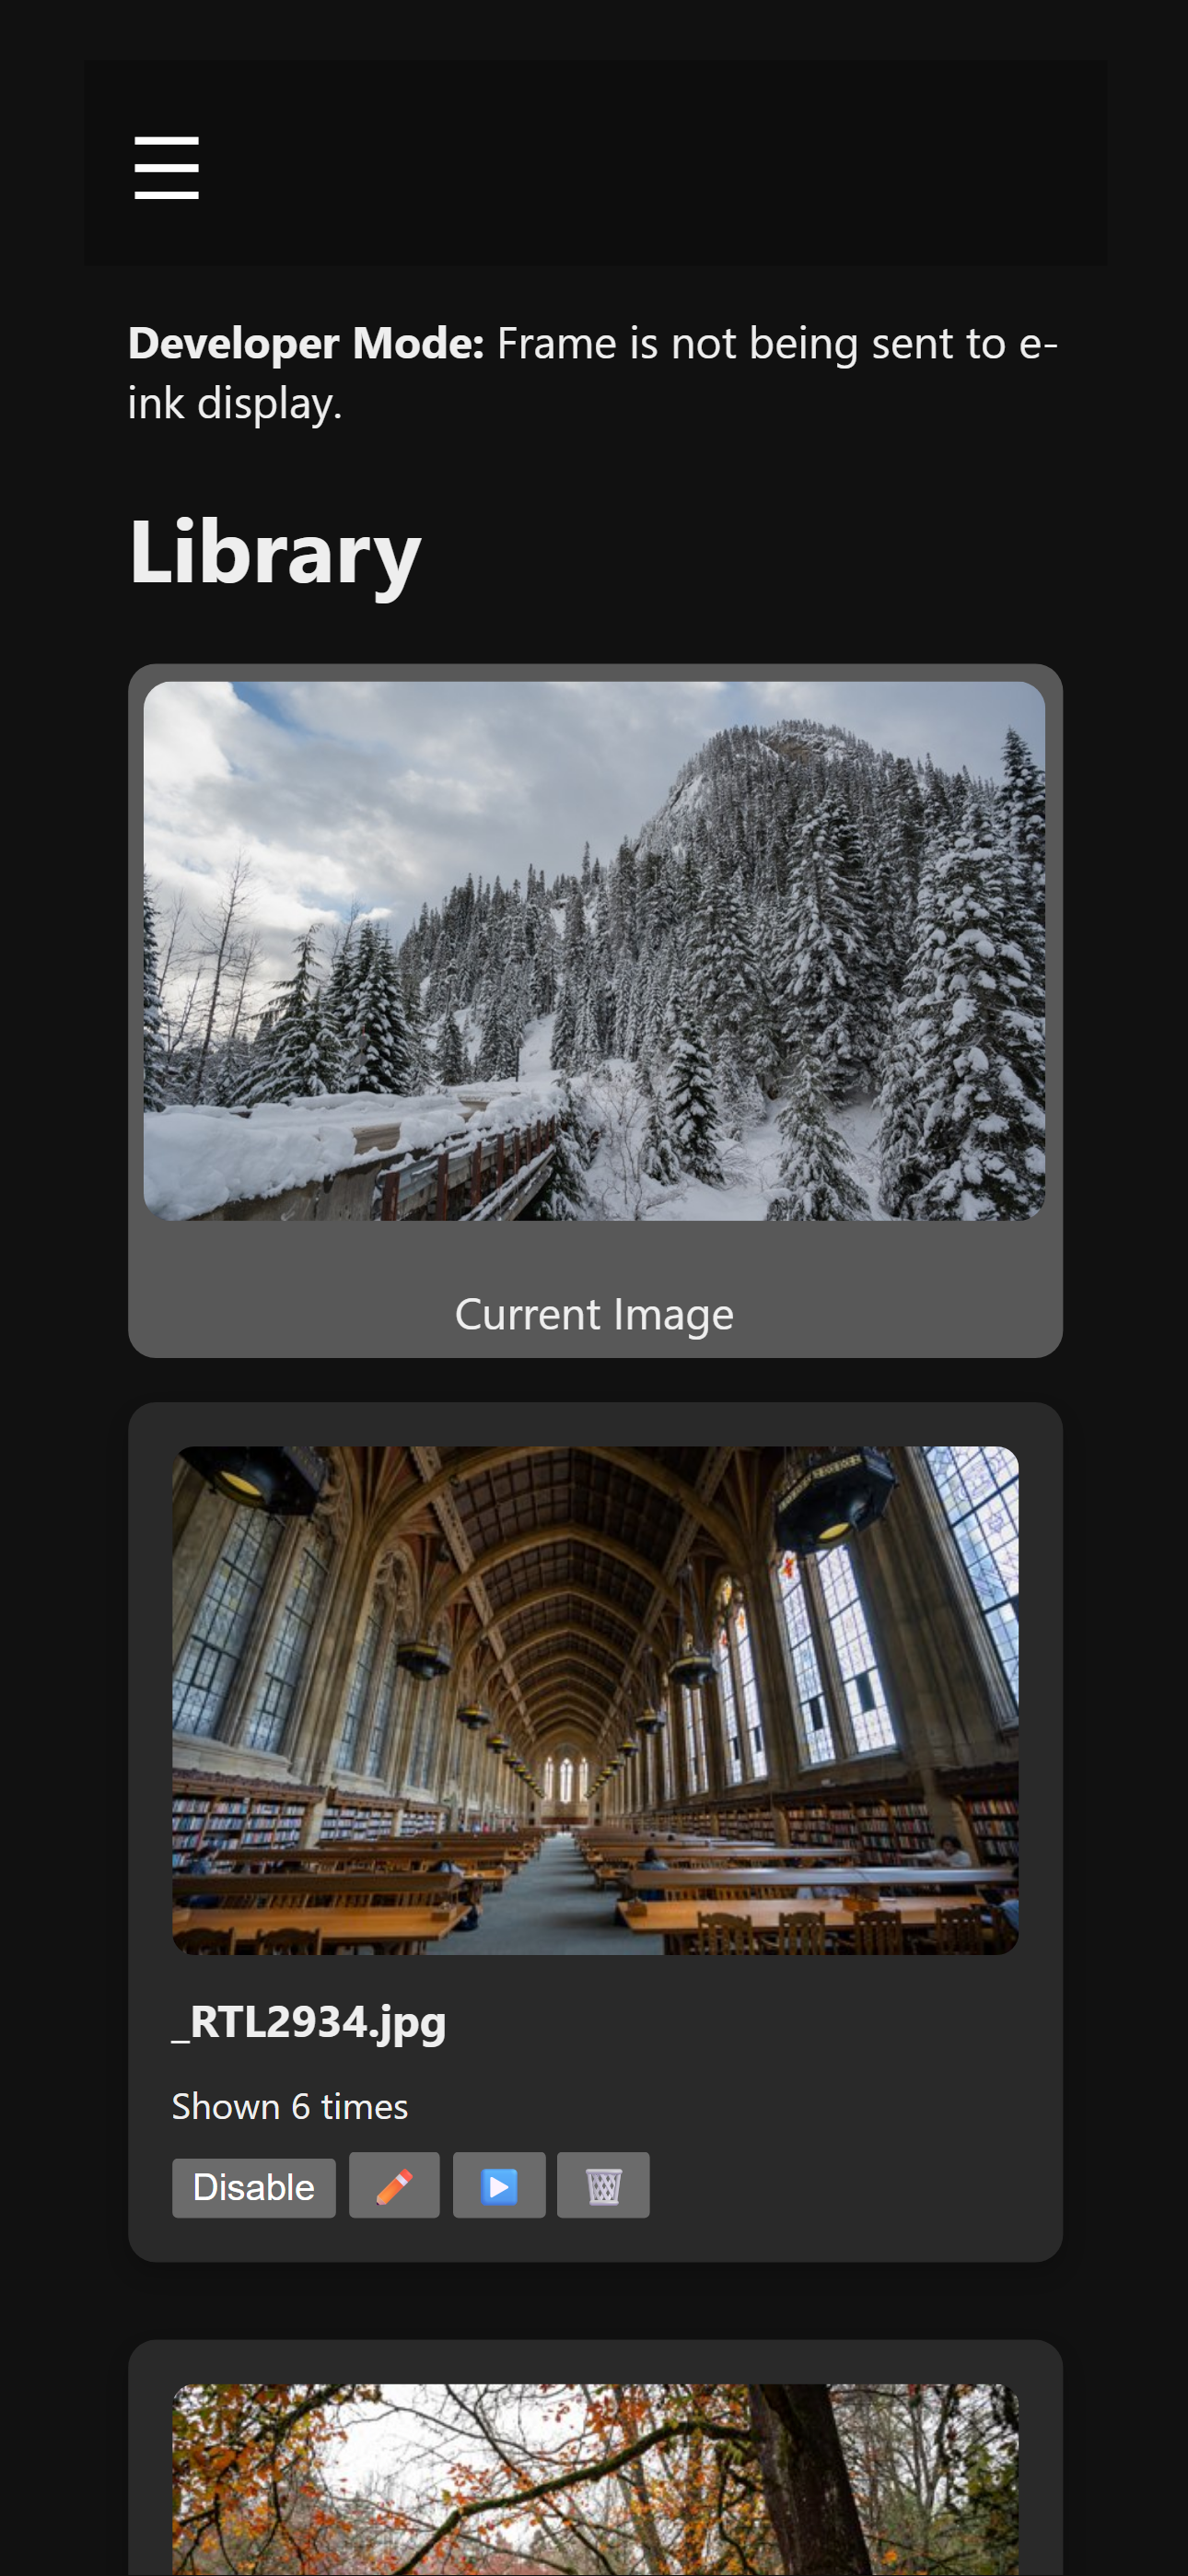 Developer Mode: Frame is not being sent to e-
ink display.
Library
Current Image
_RTL2934.jpg
Shown 6 times
Disable